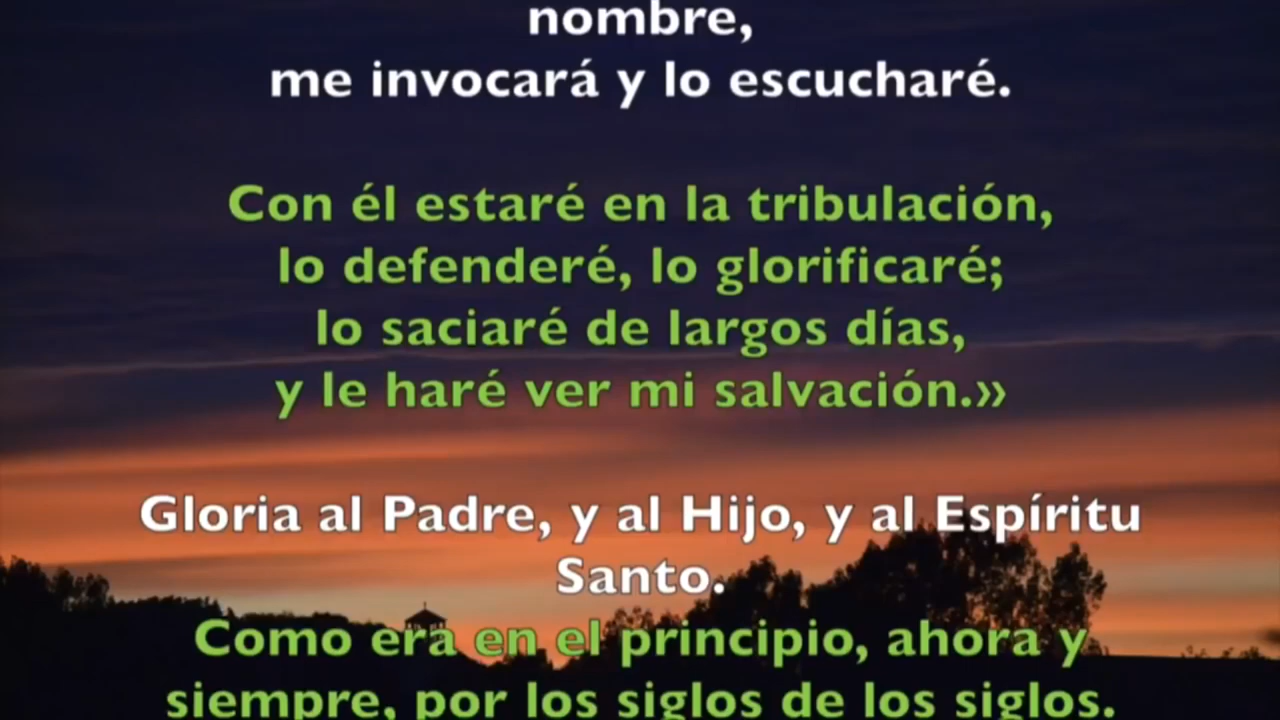 nombre,
me invocará y lo escucharé.
Con él estaré en la tribulación,
lo defenderé, lo glorificaré;
lo saciaré de largos días,
y le haré ver mi salvación.»
Gloria al Padre, y al Hijo, y al Espíritu
Santo.
Como era en el principio, ahora y
siempre, por los siglos de los siglos.